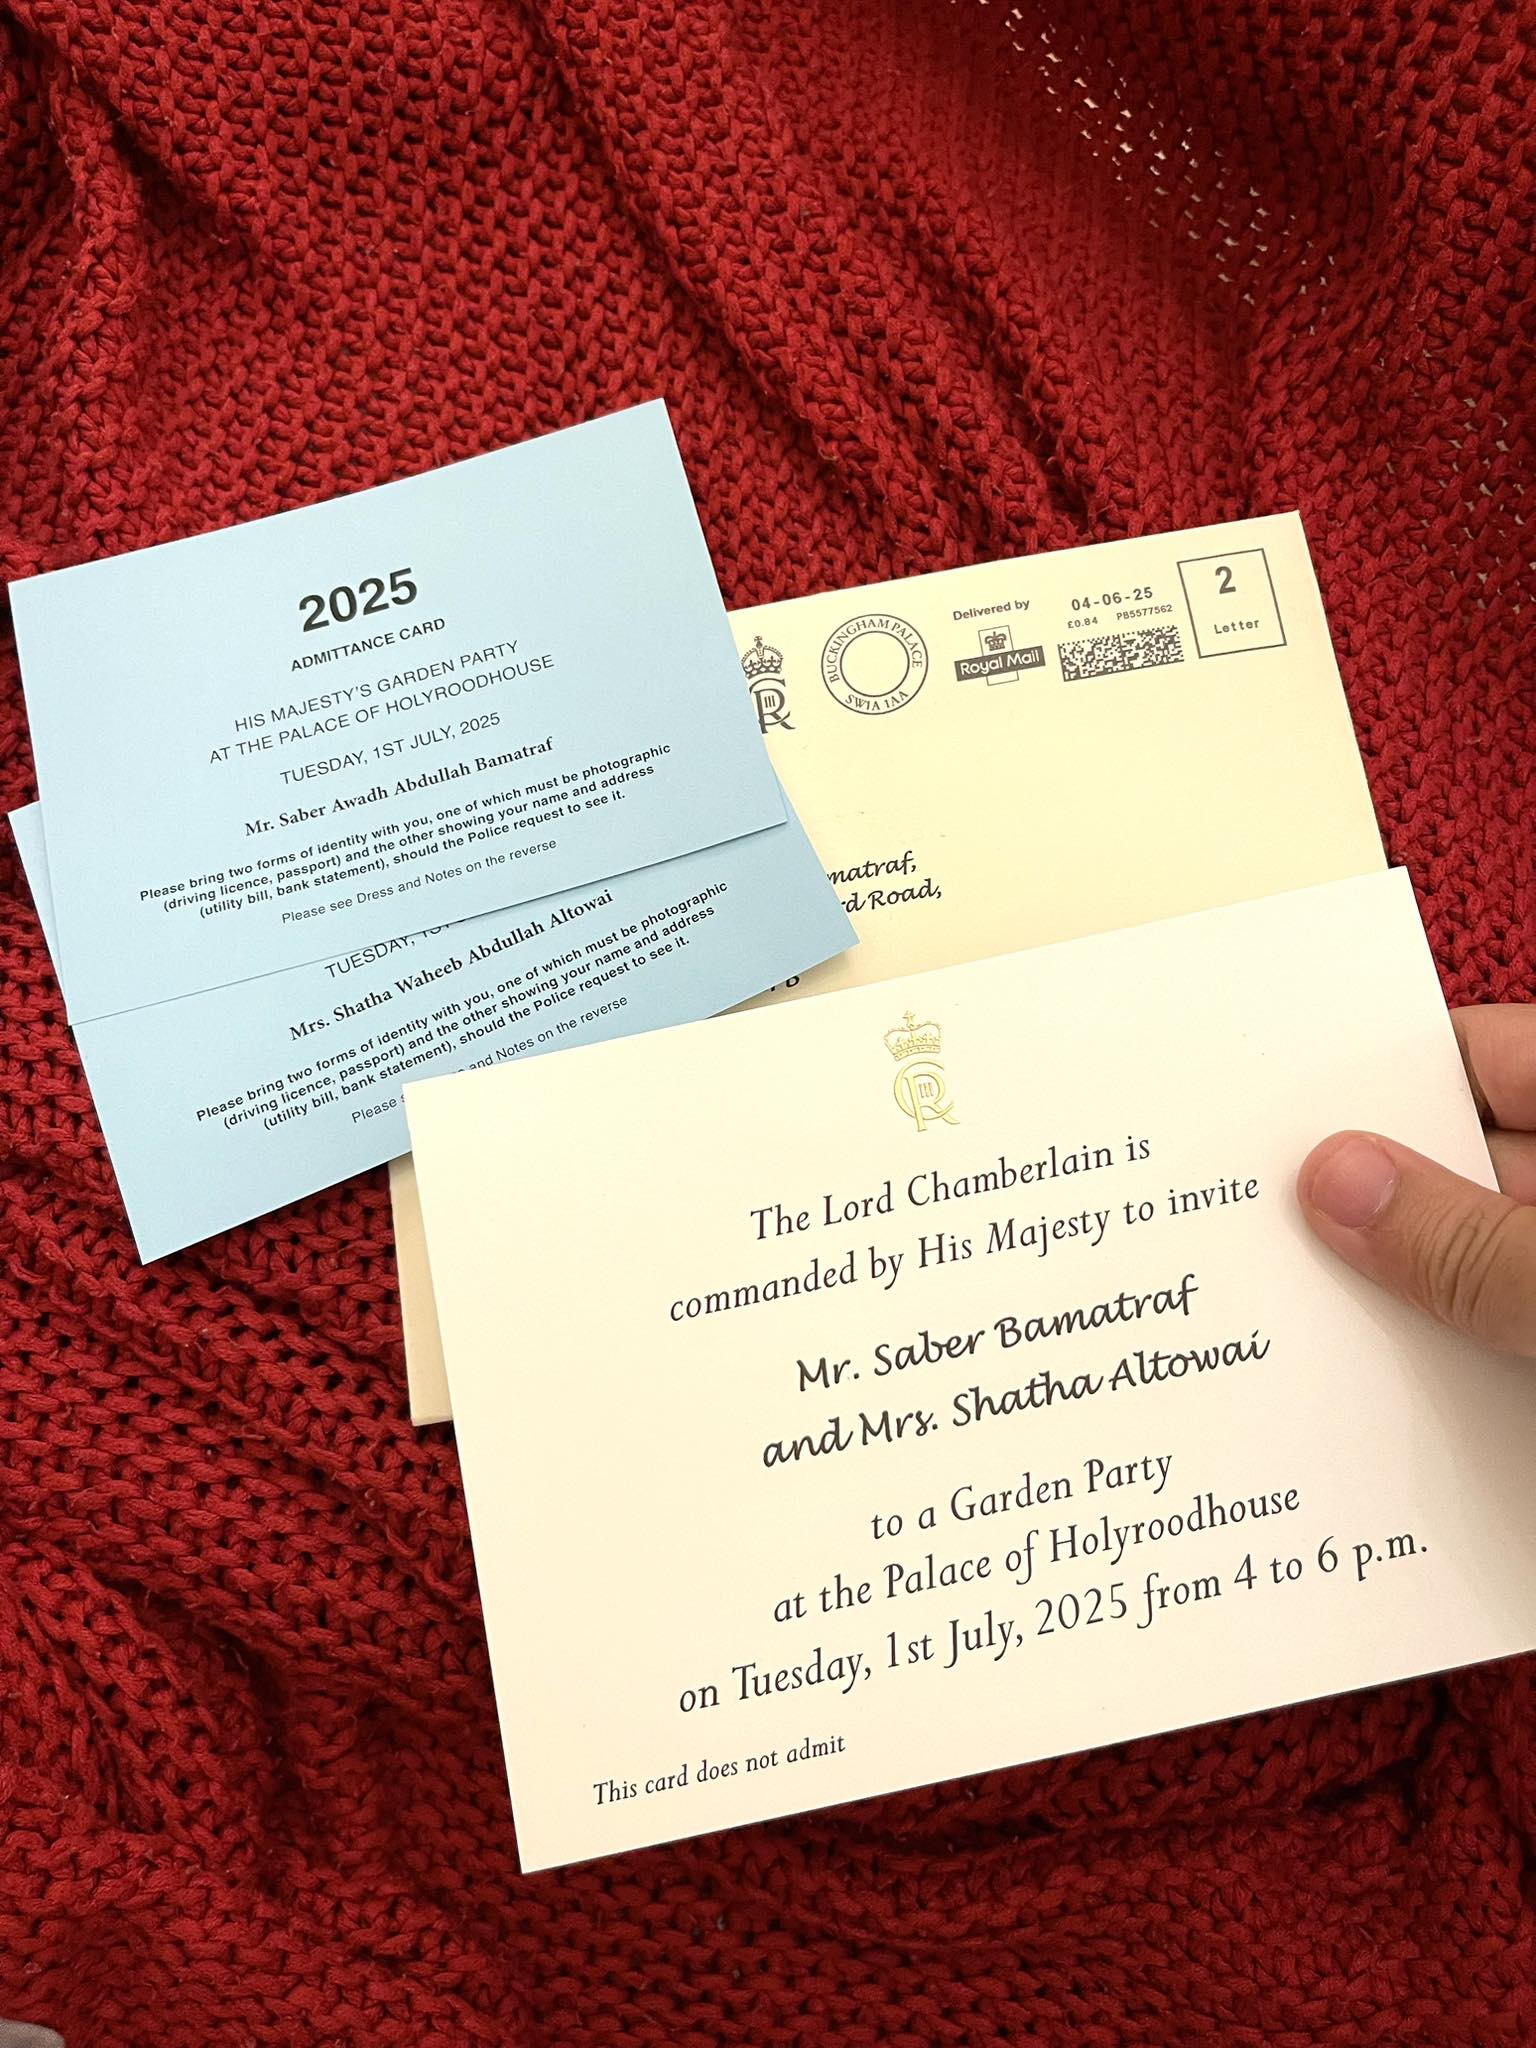 2025
ADMITTANCE CARD
HIS MAJESTY'S GARDEN PARTY
AT THE PALACE OF HOLYROODHOUSE
TUESDAY, 1ST JULY, 2025
Mr. Saber Awadh Abdullah Bamatraf
Please bring two forms of identity with you, one of which must be photographic
(driving licence, passport) and the other showing your name and address
(utility bill, bank statement), should the Police request to see it.
Please see Dress and Notes on the reverse
TUESDAY,
Mrs. Shatha Waheeb Abdullah Altowai
Please bring two forms of identity with you, one of which must be photographic
(driving licence, passport) and the other showing your name and address
(utility bill, bank statement), should the Police request to see it.
Please and Notes on the reverse
CR III
BUCKINGHAM PALACE
SW1A 1AA
Delivered by
Royal Mail
04-06-25
£0.84 PB5577562
2
Letter
matraf,
rd Road,
CR III
The Lord Chamberlain is
commanded by His Majesty to invite
Mr. Saber Bamatraf
and Mrs. Shatha Altowai
to a Garden Party
at the Palace of Holyroodhouse
on Tuesday, 1st July, 2025 from 4 to 6 p.m.
This card does not admit